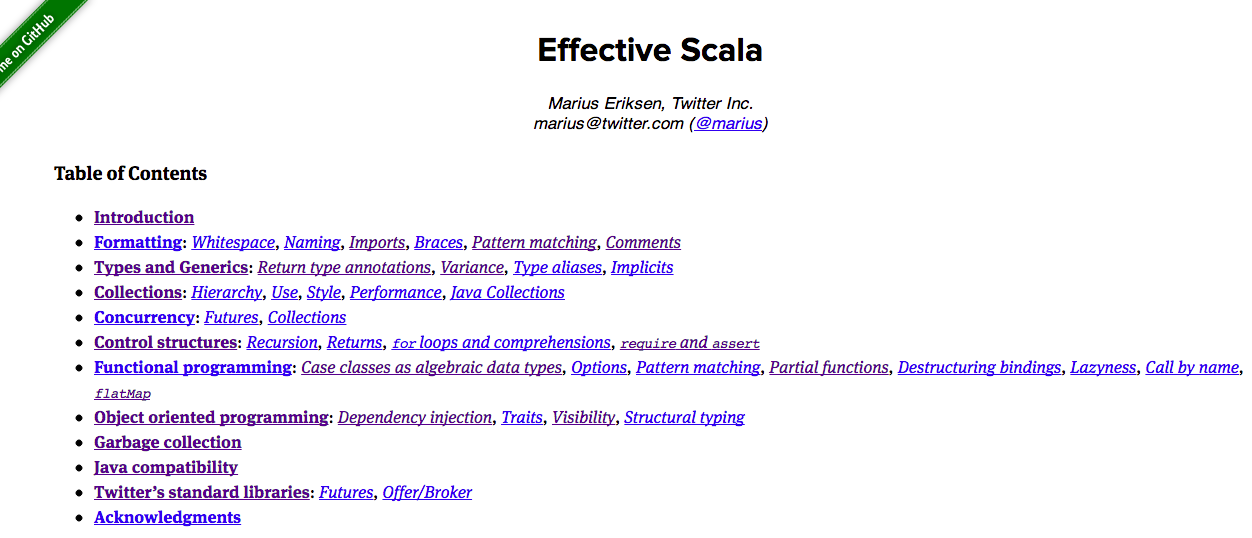 me on GitHub
Effective Scala
Marius Eriksen, Twitter Inc.
marius@twitter.com (@marius)
Table of Contents
Introduction
Formatting: Whitespace, Naming, Imports, Braces, Pattern matching, Comments
Types and Generics: Return type annotations, Variance, Type aliases, Implicits
Collections: Hierarchy, Use, Style, Performance, Java Collections
Concurrency: Futures, Collections
Control structures: Recursion, Returns, for loops and comprehensions, require and assert
Functional programming: Case classes as algebraic data types, Options, Pattern matching, Partial functions, Destructuring bindings, Lazyness, Call by name,
flatMap
Object oriented programming: Dependency injection, Traits, Visibility, Structural typing
Garbage collection
Java compatibility
Twitter’s standard libraries: Futures, Offer/Broker
Acknowledgments